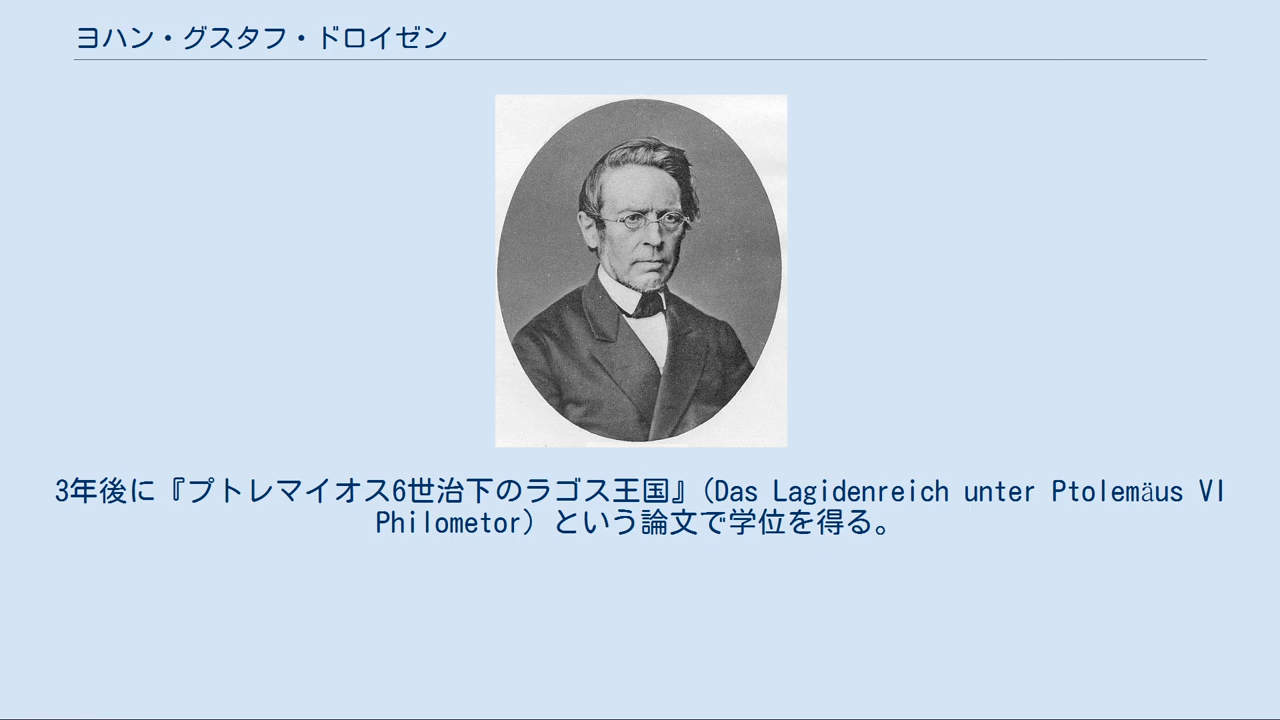 ヨハン・グスタフ・ドロイゼン
3年後に『プトレマイオス6世治下のラゴス王国』(Das Lagidenreich unter Ptolemäus VI
Philometor) という論文で学位を得る。